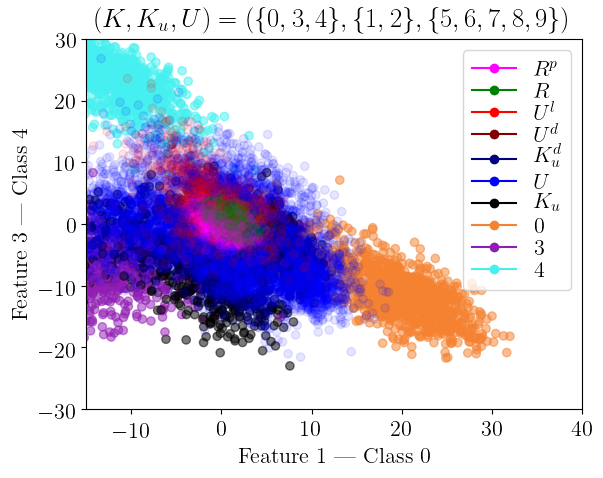 (K, K_u, U) = ({0, 3, 4}, {1, 2}, {5, 6, 7, 8, 9})
30
20
10
0
−10
−20
−30
Feature 3 — Class 4
R^p
R
U^l
U^d
K_u^d
U
K_u
0
3
4
−10
0
10
20
30
40
Feature 1 — Class 0